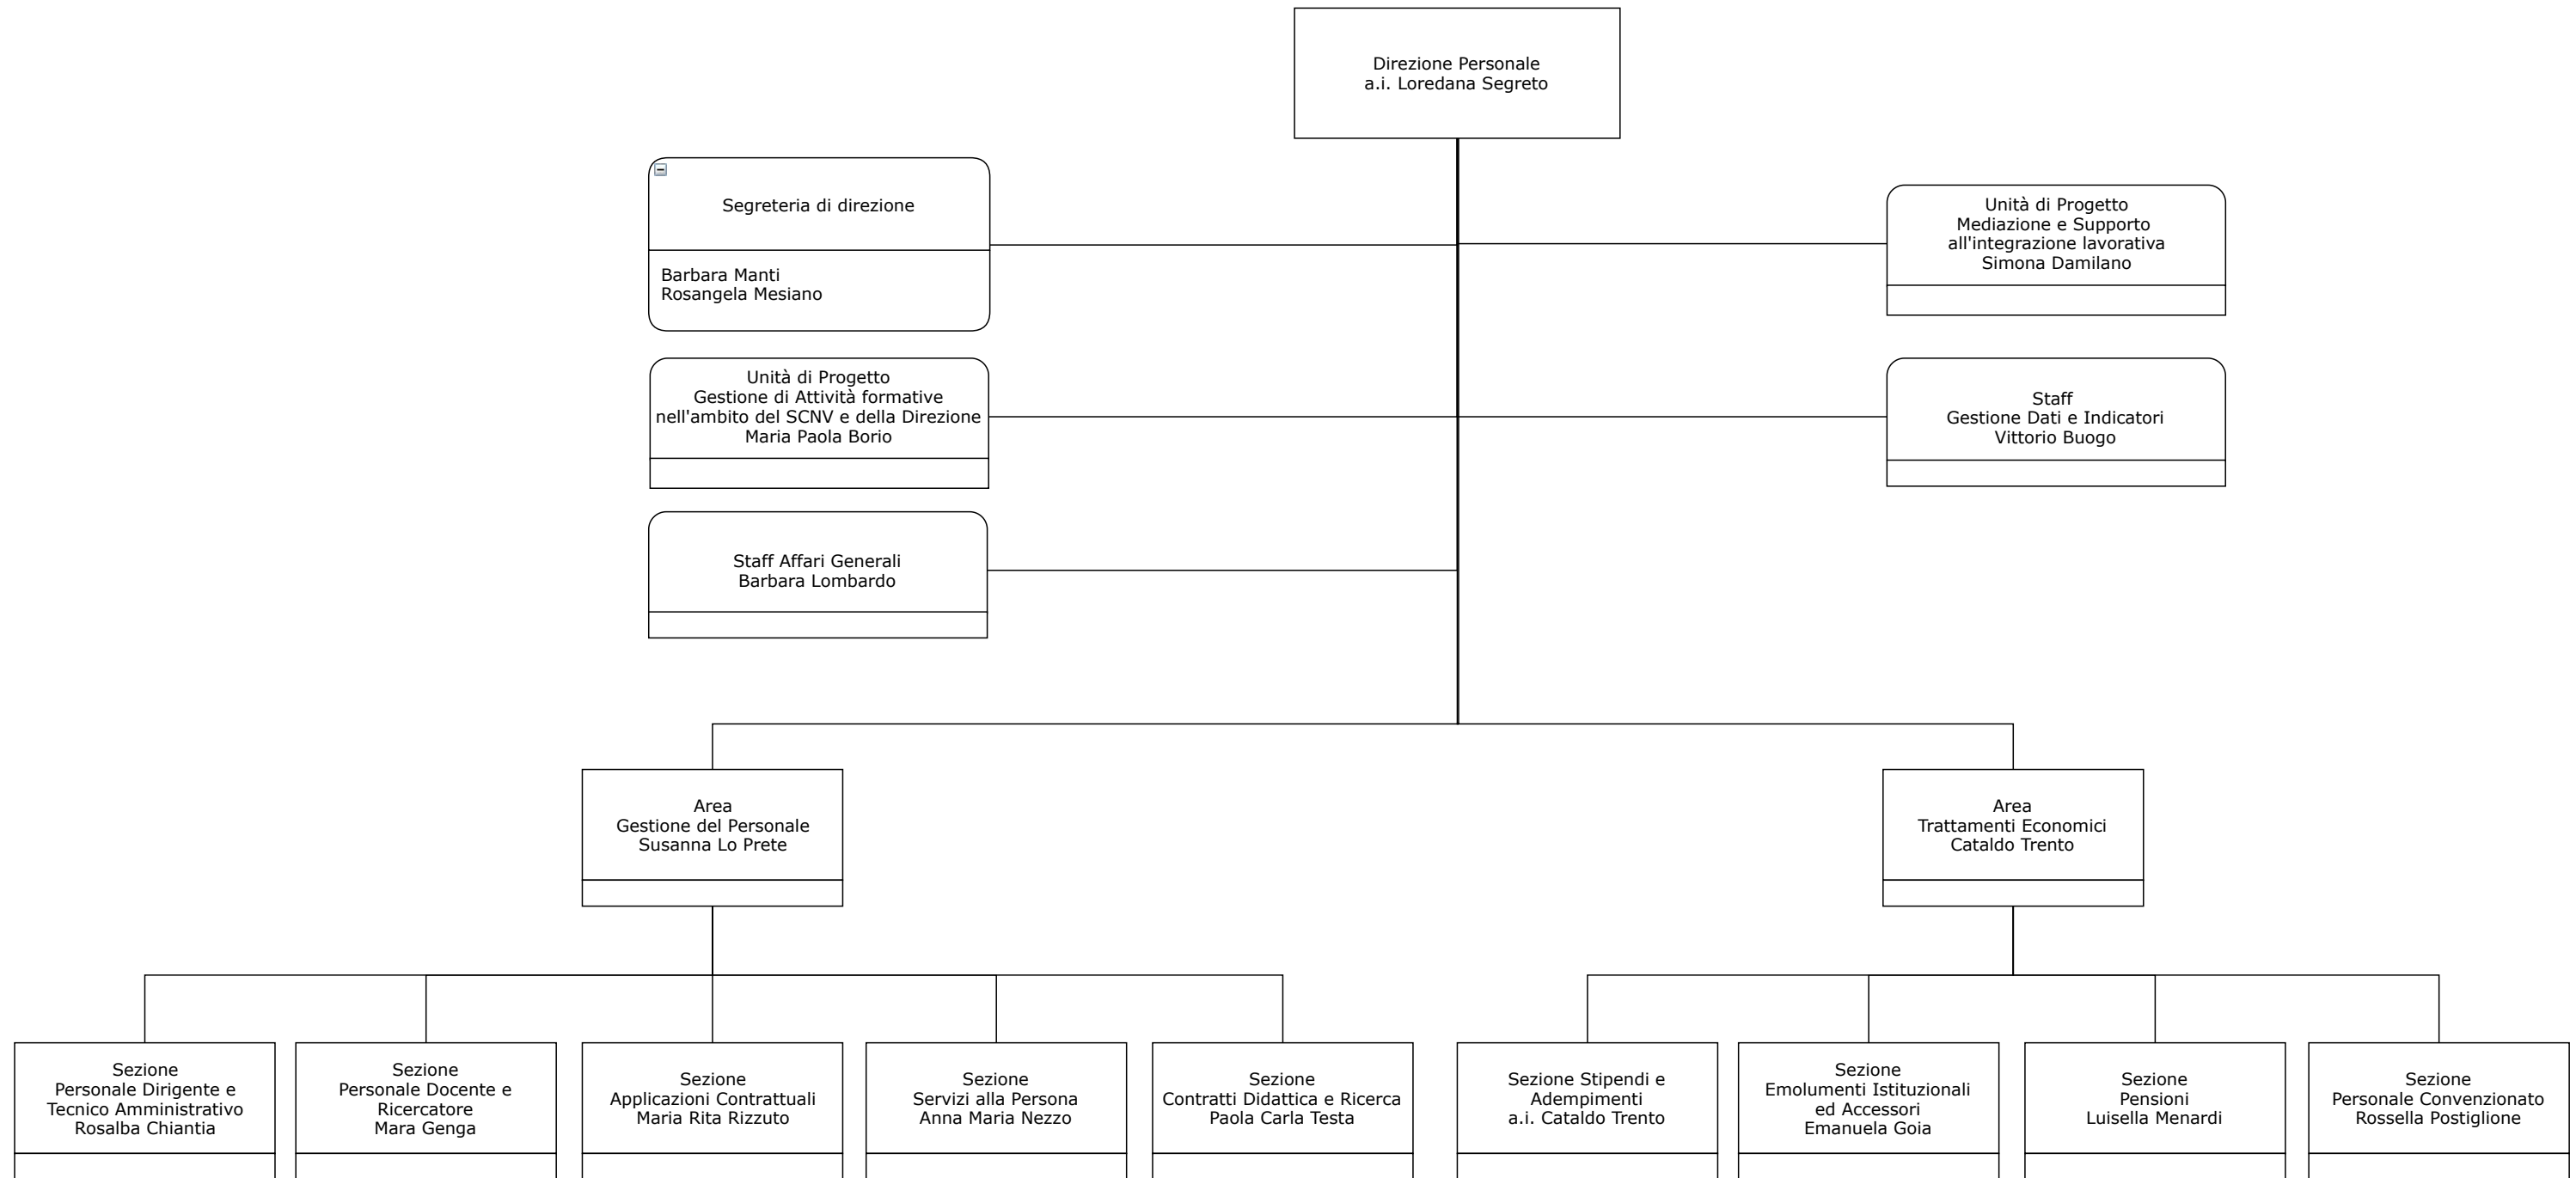 Direzione Personale
a.i. Loredana Segreto
Segreteria di direzione
Barbara Manti
Rosangela Mesiano
Unità di Progetto
Mediazione e Supporto
all'integrazione lavorativa
Simona Damilano
Unità di Progetto
Gestione di Attività formative
nell'ambito del SCNV e della Direzione
Maria Paola Borio
Staff
Gestione Dati e Indicatori
Vittorio Buogo
Staff Affari Generali
Barbara Lombardo
Area
Gestione del Personale
Susanna Lo Prete
Area
Trattamenti Economici
Cataldo Trento
Sezione
Personale Dirigente e
Tecnico Amministrativo
Rosalba Chiantia
Sezione
Personale Docente e
Ricercatore
Mara Genga
Sezione
Applicazioni Contrattuali
Maria Rita Rizzuto
Sezione
Servizi alla Persona
Anna Maria Nezzo
Sezione
Contratti Didattica e Ricerca
Paola Carla Testa
Sezione Stipendi e
Adempimenti
a.i. Cataldo Trento
Sezione
Emolumenti Istituzionali
ed Accessori
Emanuela Goia
Sezione
Pensioni
Luisella Menardi
Sezione
Personale Convenzionato
Rossella Postiglione